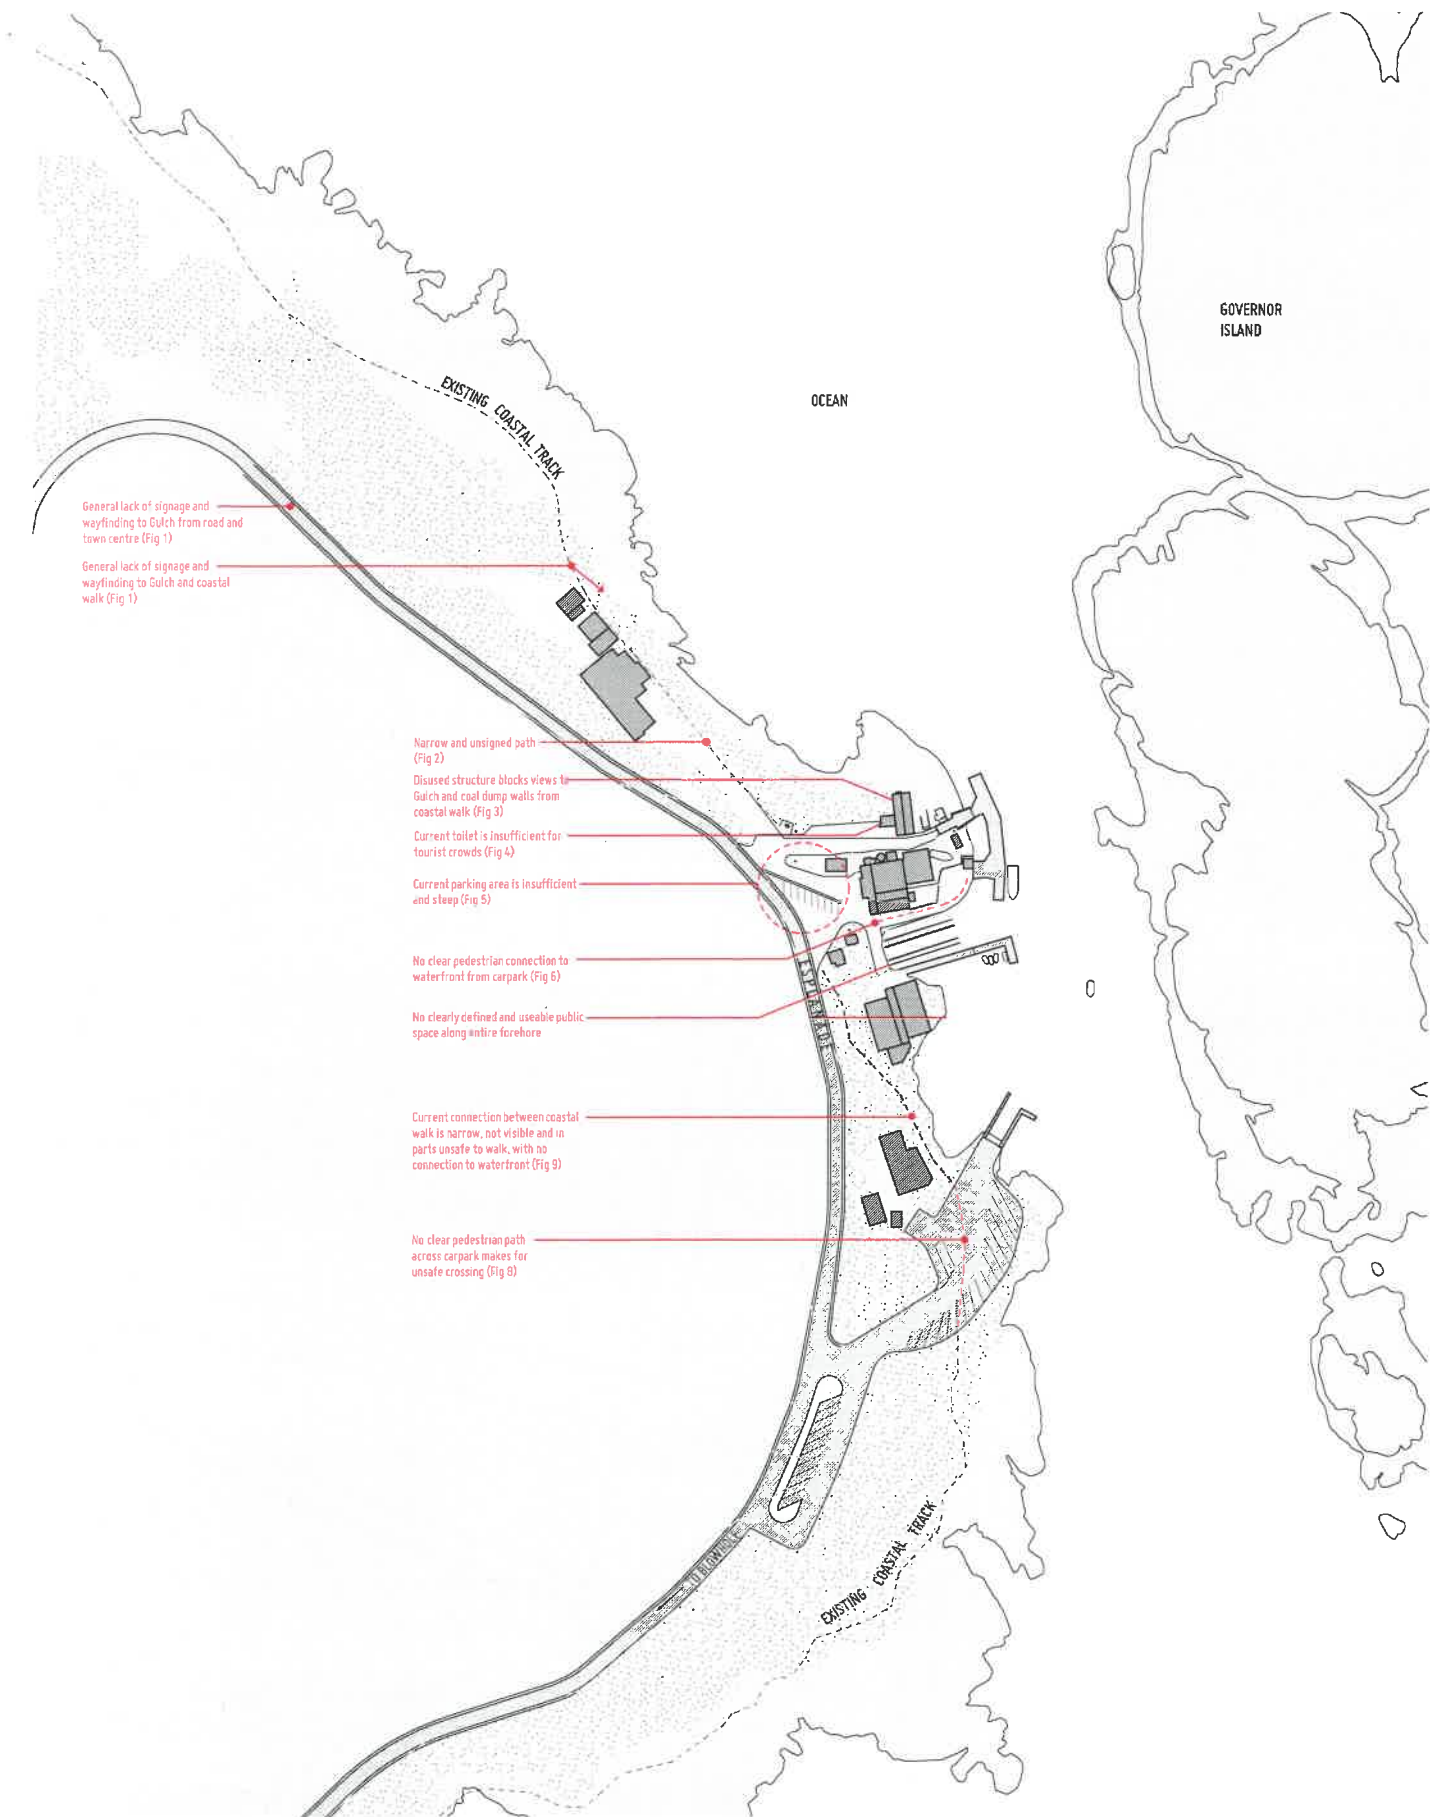 GOVERNOR
ISLAND
OCEAN
EXISTING COASTAL TRACK
General lack of signage and
wayfinding to Gulch from road and
town centre (Fig 1)
General lack of signage and
wayfinding to Gulch and coastal
walk (Fig 1)
Narrow and unsigned path
(Fig 2)
Disused structure blocks views to
Gulch and coal dump walls from
coastal walk (Fig 3)
Current toilet is insufficient for
tourist crowds (Fig 4)
Current parking area is insufficient
and steep (Fig 5)
No clear pedestrian connection to
waterfront from carpark (Fig 6)
ESPLANADE
No clearly defined and useable public
space along entire forehore
Current connection between coastal
walk is narrow, not visible and in
parts unsafe to walk, with no
connection to waterfront (Fig 9)
No clear pedestrian path
across carpark makes for
unsafe crossing (Fig 8)
TO BLOWHOLE
EXISTING COASTAL TRACK